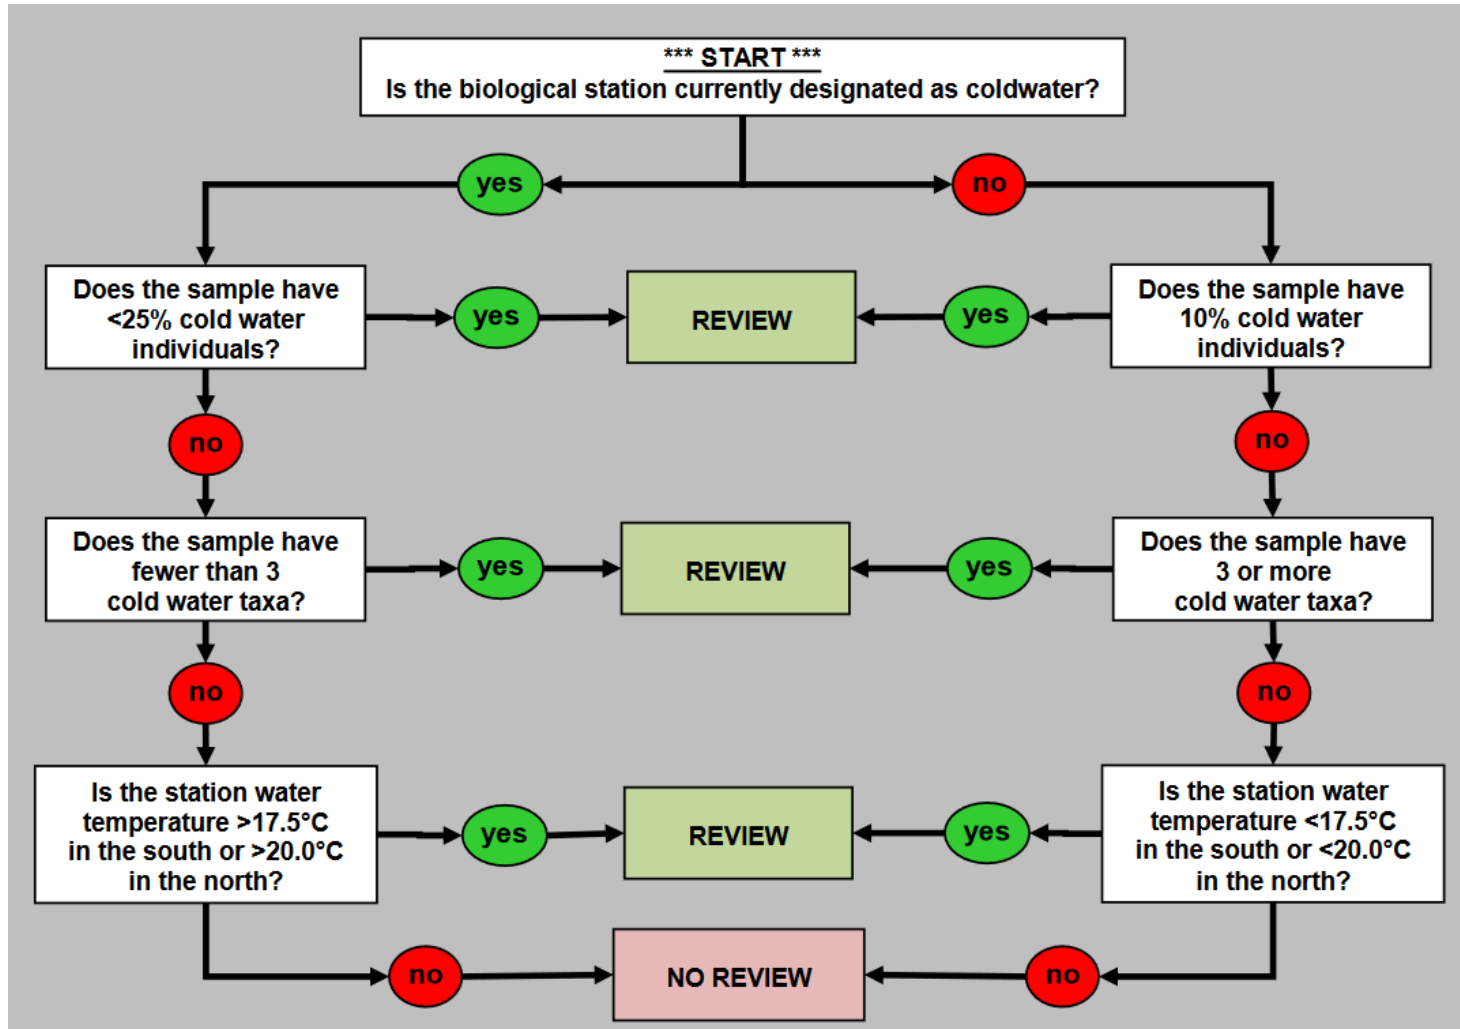 *** START ***
Is the biological station currently designated as coldwater?
yes
no
Does the sample have
<25% cold water
individuals?
yes
REVIEW
yes
Does the sample have
10% cold water
individuals?
no
no
Does the sample have
fewer than 3
cold water taxa?
yes
REVIEW
yes
Does the sample have
3 or more
cold water taxa?
no
no
Is the station water
temperature >17.5°C
in the south or >20.0°C
in the north?
yes
REVIEW
yes
Is the station water
temperature <17.5°C
in the south or <20.0°C
in the north?
no
NO REVIEW
no